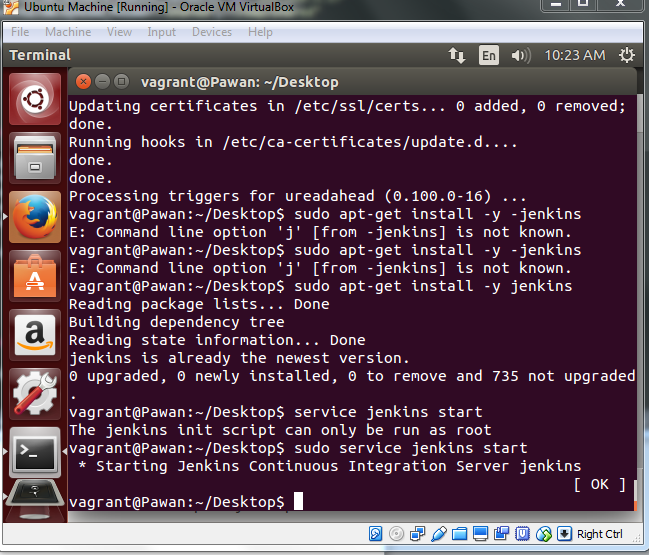 Ubuntu Machine [Running] - Oracle VM VirtualBox
File Machine View Input Devices Help
Terminal En 10:23 AM
vagrant@Pawan: ~/Desktop
Updating certificates in /etc/ssl/certs... 0 added, 0 removed;
done.
Running hooks in /etc/ca-certificates/update.d....
done.
done.
Processing triggers for ureadahead (0.100.0-16) ...
vagrant@Pawan:~/Desktop$ sudo apt-get install -y -jenkins
E: Command line option 'j' [from -jenkins] is not known.
vagrant@Pawan:~/Desktop$ sudo apt-get install -y -jenkins
E: Command line option 'j' [from -jenkins] is not known.
vagrant@Pawan:~/Desktop$ sudo apt-get install -y jenkins
Reading package lists... Done
Building dependency tree
Reading state information... Done
jenkins is already the newest version.
0 upgraded, 0 newly installed, 0 to remove and 735 not upgraded
.
vagrant@Pawan:~/Desktop$ service jenkins start
The jenkins init script can only be run as root
vagrant@Pawan:~/Desktop$ sudo service jenkins start
 * Starting Jenkins Continuous Integration Server jenkins
[ OK ]
vagrant@Pawan:~/Desktop$
Right Ctrl